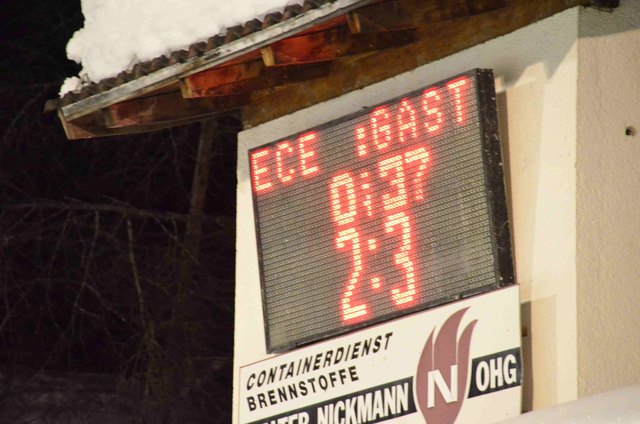 ECE :GAST
0:37
2:3
CONTAINERDIENST
BRENNSTOFFE
NICKMANN N OHG